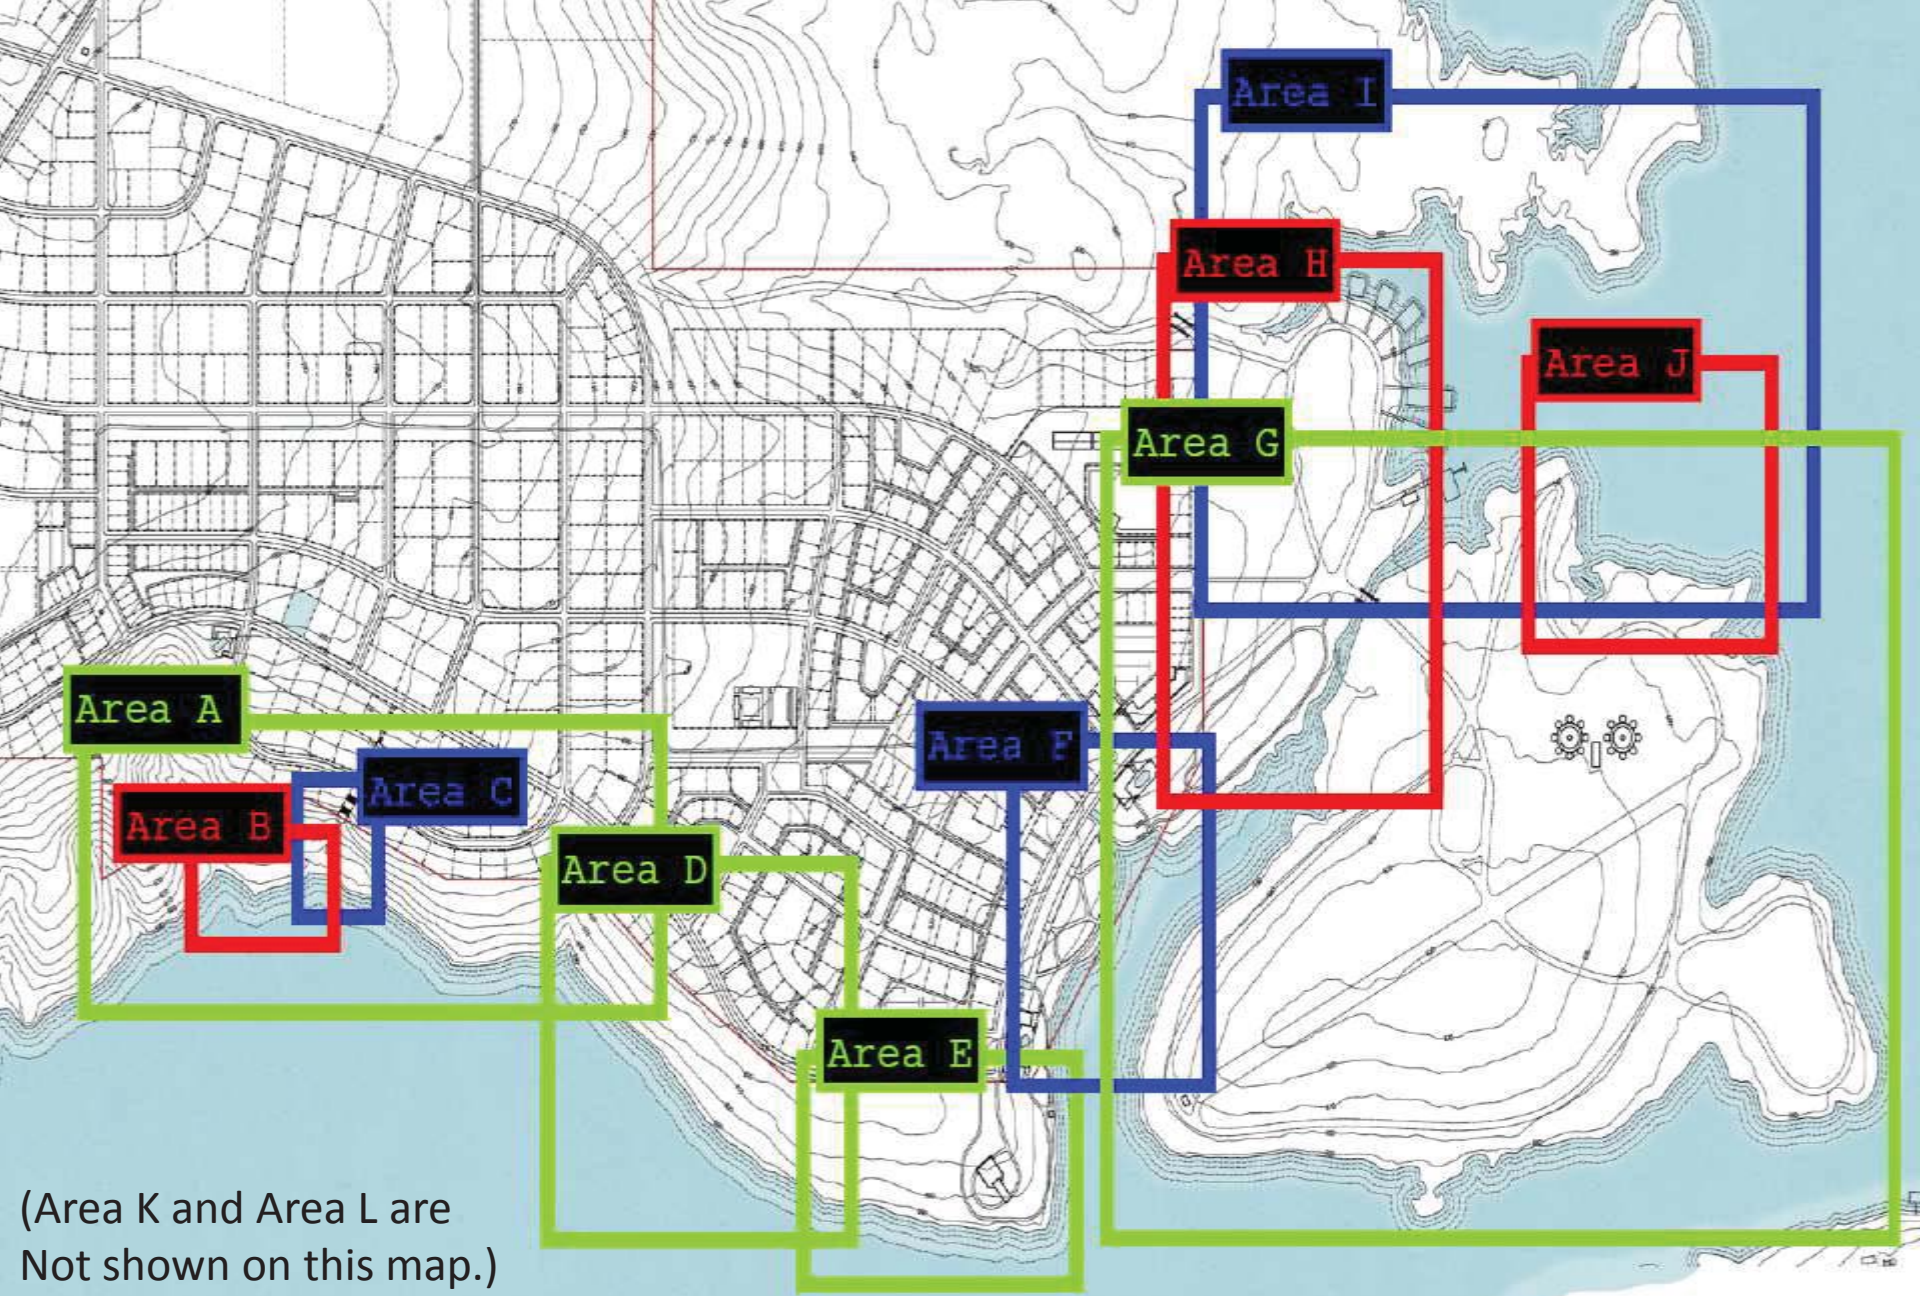 Area I
Area H
Area J
Area G
Area A
Area F
Area C
Area B
Area D
Area E
(Area K and Area L are
Not shown on this map.)